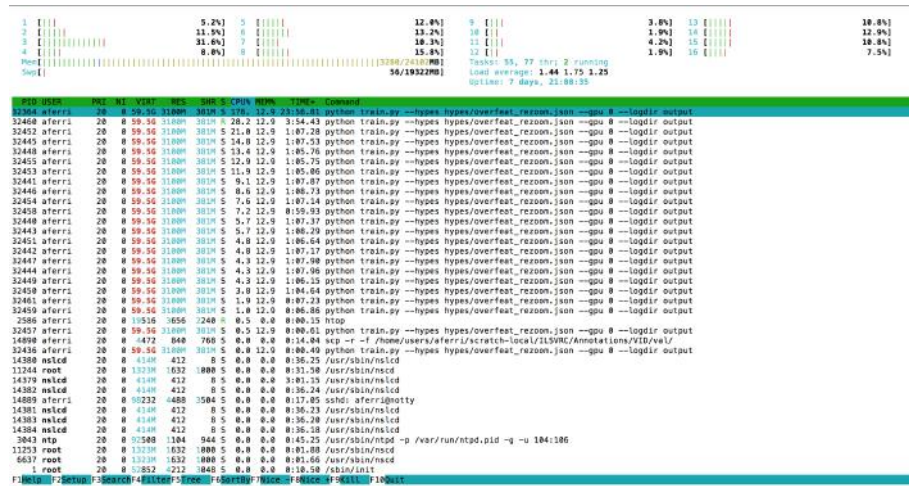 1 [||| 5.2%] 5 [||||| 12.0%] 9 [||| 3.8%] 13 [||||| 10.8%]
2 [||||| 11.5%] 6 [||||| 13.2%] 10 [|| 1.9%] 14 [||||| 12.9%]
3 [|||||||||||| 31.6%] 7 [||| 10.3%] 11 [||| 4.2%] 15 [||||| 10.8%]
4 [|||| 8.0%] 8 [|||||| 15.8%] 12 [|| 1.9%] 16 [||| 7.5%]
Mem[ 3280/24102MB] Tasks: 55, 77 thr; 2 running
Swp[| 56/19322MB] Load average: 1.44 1.75 1.25
Uptime: 7 days, 21:08:35
PID USER PRI NI VIRT RES SHR S CPU% MEM% TIME+ Command
32364 aferri 20 0 59.5G 3100M 381M S 178. 12.9 23:56.81 python train.py --hypes hypes/overfeat_rezoom.json --gpu 0 --logdir output
32460 aferri 20 0 59.5G 3100M 381M R 28.2 12.9 3:54.43 python train.py --hypes hypes/overfeat_rezoom.json --gpu 0 --logdir output
32452 aferri 20 0 59.5G 3100M 381M S 21.0 12.9 1:07.28 python train.py --hypes hypes/overfeat_rezoom.json --gpu 0 --logdir output
32445 aferri 20 0 59.5G 3100M 381M S 14.8 12.9 1:07.53 python train.py --hypes hypes/overfeat_rezoom.json --gpu 0 --logdir output
32448 aferri 20 0 59.5G 3100M 381M S 13.4 12.9 1:05.76 python train.py --hypes hypes/overfeat_rezoom.json --gpu 0 --logdir output
32455 aferri 20 0 59.5G 3100M 381M S 12.9 12.9 1:05.75 python train.py --hypes hypes/overfeat_rezoom.json --gpu 0 --logdir output
32453 aferri 20 0 59.5G 3100M 381M S 11.9 12.9 1:05.06 python train.py --hypes hypes/overfeat_rezoom.json --gpu 0 --logdir output
32441 aferri 20 0 59.5G 3100M 381M S 9.1 12.9 1:07.87 python train.py --hypes hypes/overfeat_rezoom.json --gpu 0 --logdir output
32446 aferri 20 0 59.5G 3100M 381M S 8.6 12.9 1:08.73 python train.py --hypes hypes/overfeat_rezoom.json --gpu 0 --logdir output
32454 aferri 20 0 59.5G 3100M 381M S 7.6 12.9 1:07.14 python train.py --hypes hypes/overfeat_rezoom.json --gpu 0 --logdir output
32458 aferri 20 0 59.5G 3100M 381M S 7.2 12.9 0:59.93 python train.py --hypes hypes/overfeat_rezoom.json --gpu 0 --logdir output
32440 aferri 20 0 59.5G 3100M 381M S 5.7 12.9 1:07.37 python train.py --hypes hypes/overfeat_rezoom.json --gpu 0 --logdir output
32443 aferri 20 0 59.5G 3100M 381M S 5.7 12.9 1:08.29 python train.py --hypes hypes/overfeat_rezoom.json --gpu 0 --logdir output
32451 aferri 20 0 59.5G 3100M 381M S 4.8 12.9 1:06.64 python train.py --hypes hypes/overfeat_rezoom.json --gpu 0 --logdir output
32442 aferri 20 0 59.5G 3100M 381M S 4.8 12.9 1:07.17 python train.py --hypes hypes/overfeat_rezoom.json --gpu 0 --logdir output
32447 aferri 20 0 59.5G 3100M 381M S 4.3 12.9 1:07.90 python train.py --hypes hypes/overfeat_rezoom.json --gpu 0 --logdir output
32444 aferri 20 0 59.5G 3100M 381M S 4.3 12.9 1:07.96 python train.py --hypes hypes/overfeat_rezoom.json --gpu 0 --logdir output
32449 aferri 20 0 59.5G 3100M 381M S 4.3 12.9 1:06.15 python train.py --hypes hypes/overfeat_rezoom.json --gpu 0 --logdir output
32450 aferri 20 0 59.5G 3100M 381M S 3.8 12.9 1:04.64 python train.py --hypes hypes/overfeat_rezoom.json --gpu 0 --logdir output
32461 aferri 20 0 59.5G 3100M 381M S 1.9 12.9 0:07.23 python train.py --hypes hypes/overfeat_rezoom.json --gpu 0 --logdir output
32459 aferri 20 0 59.5G 3100M 381M S 1.0 12.9 0:06.86 python train.py --hypes hypes/overfeat_rezoom.json --gpu 0 --logdir output
2586 aferri 20 0 19516 3656 2240 R 0.5 0.0 0:00.15 htop
32457 aferri 20 0 59.5G 3100M 381M S 0.5 12.9 0:00.61 python train.py --hypes hypes/overfeat_rezoom.json --gpu 0 --logdir output
14890 aferri 20 0 4472 840 768 S 0.0 0.0 0:14.04 scp -r -f /home/users/aferri/scratch-local/ILSVRC/Annotations/VID/val/
32436 aferri 20 0 59.5G 3100M 381M S 0.0 12.9 0:00.49 python train.py --hypes hypes/overfeat_rezoom.json --gpu 0 --logdir output
14380 nslcd 20 0 414M 412 8 S 0.0 0.0 0:36.25 /usr/sbin/nslcd
11244 root 20 0 1323M 1632 1000 S 0.0 0.0 0:31.50 /usr/sbin/nscd
14379 nslcd 20 0 414M 412 8 S 0.0 0.0 3:01.15 /usr/sbin/nslcd
14382 nslcd 20 0 414M 412 8 S 0.0 0.0 0:36.24 /usr/sbin/nslcd
14889 aferri 20 0 98232 4488 3504 S 0.0 0.0 0:17.05 sshd: aferri@notty
14381 nslcd 20 0 414M 412 8 S 0.0 0.0 0:36.23 /usr/sbin/nslcd
14383 nslcd 20 0 414M 412 8 S 0.0 0.0 0:36.20 /usr/sbin/nslcd
14384 nslcd 20 0 414M 412 8 S 0.0 0.0 0:36.18 /usr/sbin/nslcd
3043 ntp 20 0 92508 1104 944 S 0.0 0.0 0:45.25 /usr/sbin/ntpd -p /var/run/ntpd.pid -g -u 104:106
11253 root 20 0 1323M 1632 1000 S 0.0 0.0 0:01.88 /usr/sbin/nscd
6637 root 20 0 1323M 1632 1000 S 0.0 0.0 0:01.66 /usr/sbin/nscd
1 root 20 0 52852 4212 3048 S 0.0 0.0 0:10.50 /sbin/init
F1Help F2Setup F3SearchF4FilterF5Tree F6SortByF7Nice -F8Nice +F9Kill F10Quit